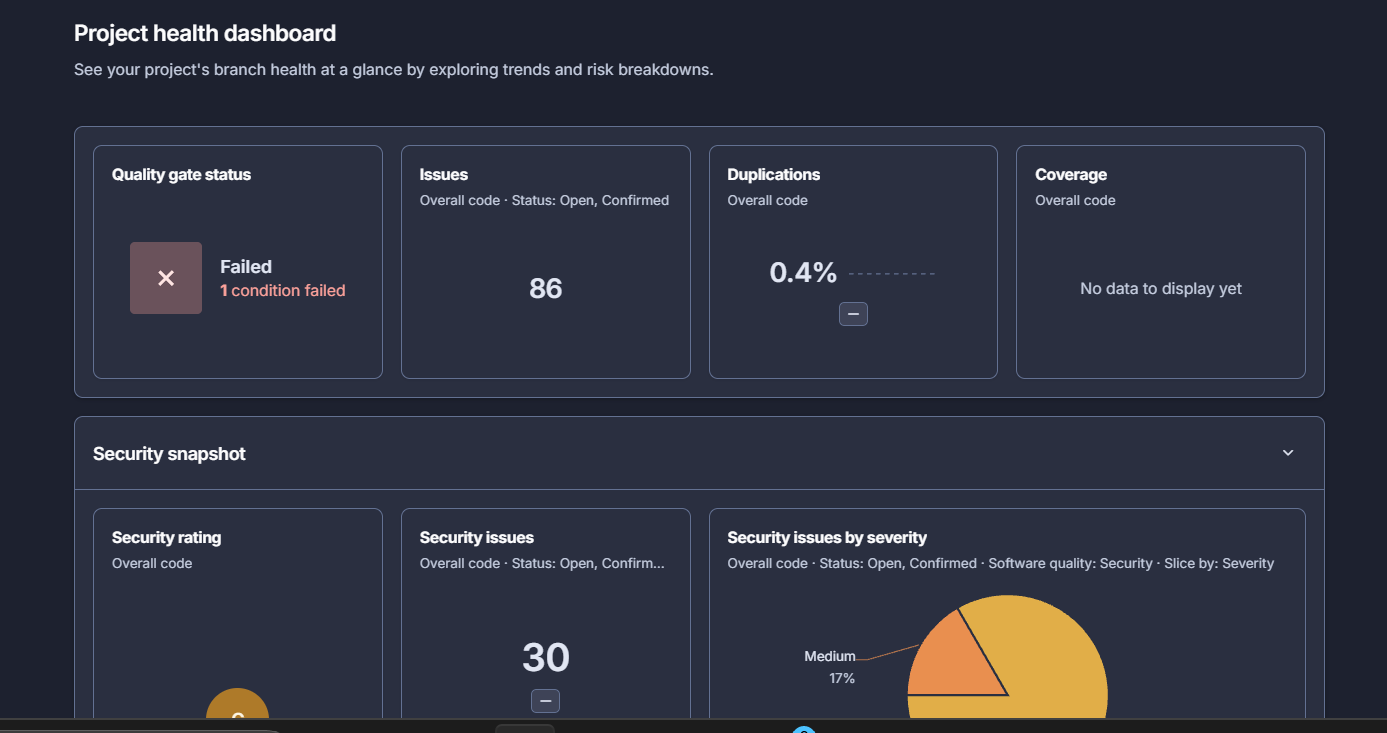 Project health dashboard
See your project's branch health at a glance by exploring trends and risk breakdowns.
Quality gate status
Failed
1 condition failed
Issues
Overall code · Status: Open, Confirmed
86
Duplications
Overall code
0.4%
Coverage
Overall code
No data to display yet
Security snapshot
Security rating
Overall code
Security issues
Overall code · Status: Open, Confirm...
30
Security issues by severity
Overall code · Status: Open, Confirmed · Software quality: Security · Slice by: Severity
Medium
17%